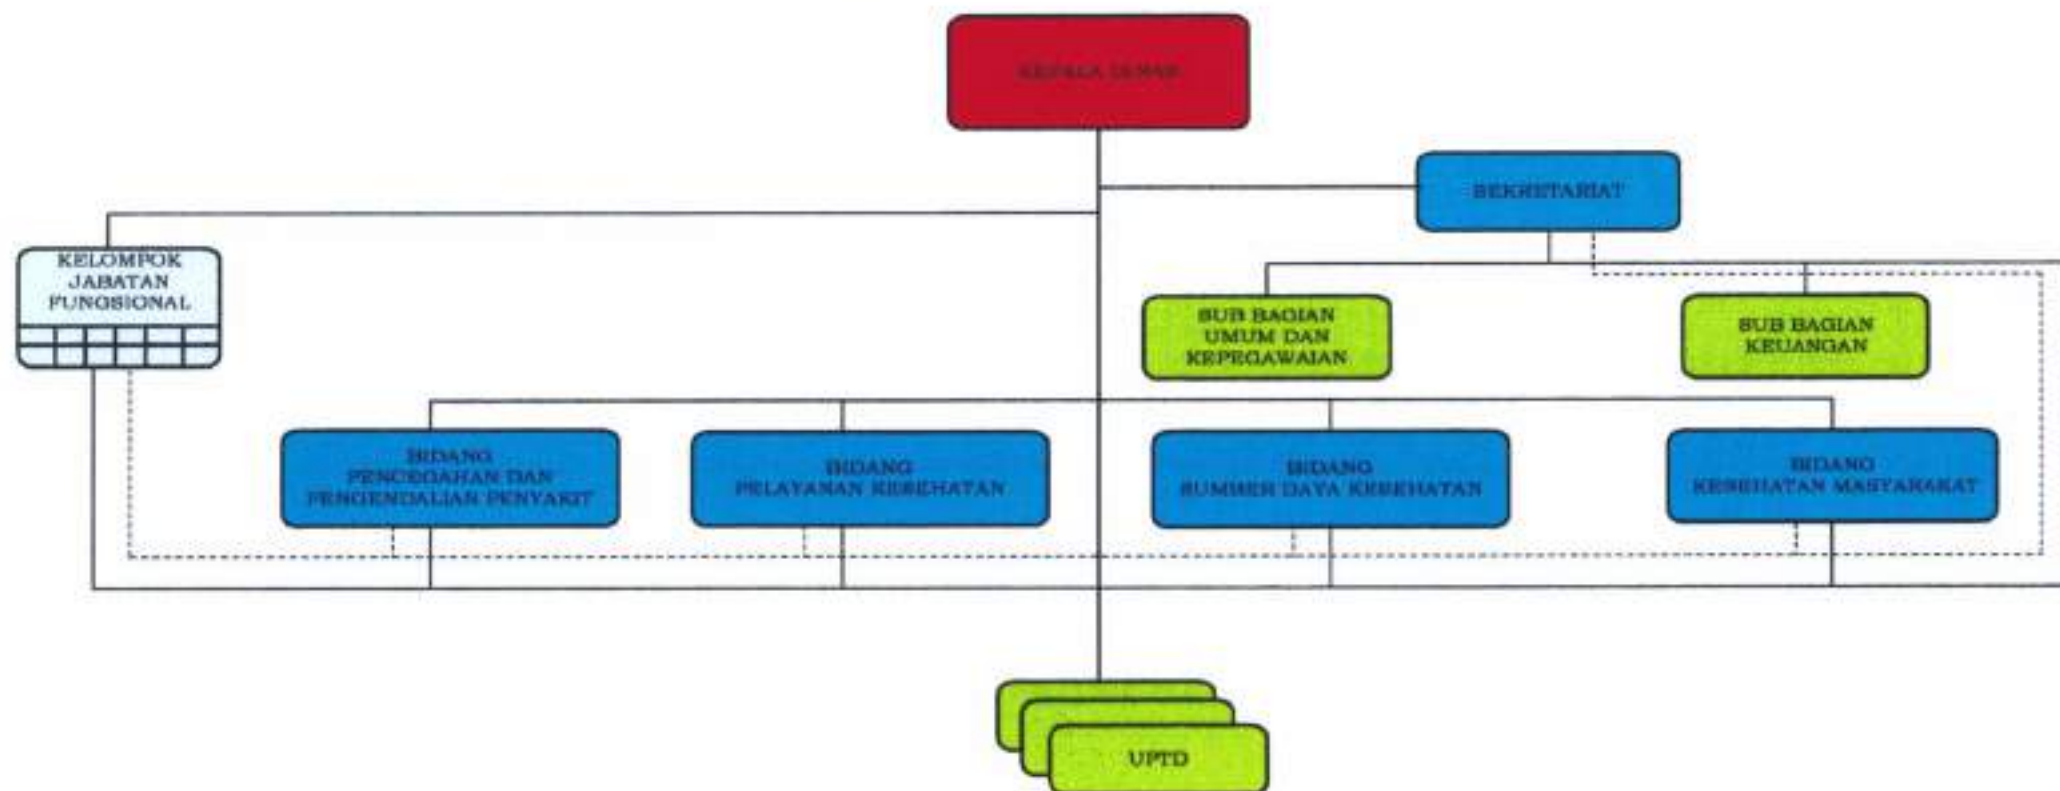 KEPALA DINAS
SEKRETARIAT
KELOMPOK
JABATAN
FUNGSIONAL
SUB BAGIAN
UMUM DAN
KEPEGAWAIAN
SUB BAGIAN
KEUANGAN
BIDANG
PENCEGAHAN DAN
PENGENDALIAN PENYAKIT
BIDANG
PELAYANAN KESEHATAN
BIDANG
SUMBER DAYA KESEHATAN
BIDANG
KESEHATAN MASYARAKAT
UPTD